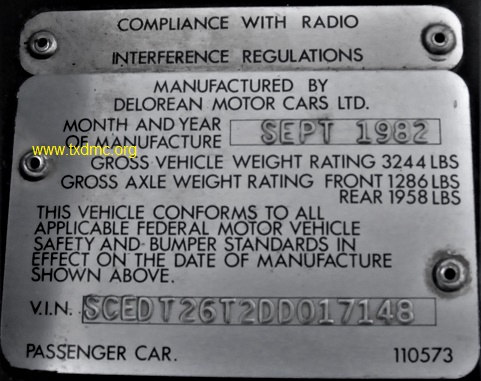 COMPLIANCE WITH RADIO
INTERFERENCE REGULATIONS
MANUFACTURED BY
DELOREAN MOTOR CARS LTD.
MONTH AND YEAR
OF MANUFACTURE SEPT 1982
www.txdmc.org
GROSS VEHICLE WEIGHT RATING 3244 LBS
GROSS AXLE WEIGHT RATING FRONT 1286 LBS
REAR 1958 LBS
THIS VEHICLE CONFORMS TO ALL
APPLICABLE FEDERAL MOTOR VEHICLE
SAFETY AND BUMPER STANDARDS IN
EFFECT ON THE DATE OF MANUFACTURE
SHOWN ABOVE.
V.I.N. SCEDT26T2DD017148
PASSENGER CAR. 110573